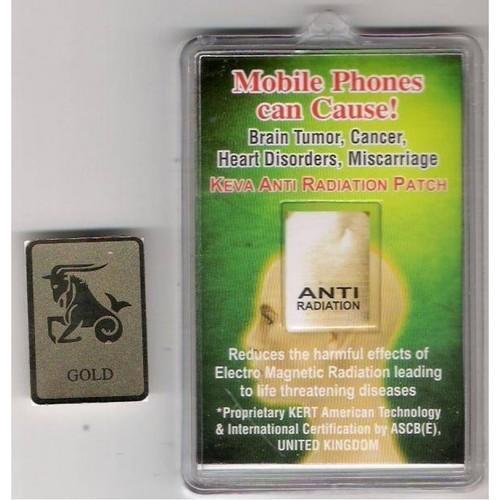 Mobile Phones
can Cause!
Brain Tumor, Cancer,
Heart Disorders, Miscarriage
KEVA ANTI RADIATION PATCH
ANTI
RADIATION
GOLD
Reduces the harmful effects of
Electro Magnetic Radiation leading
to life threatening diseases
*Proprietary KERT American Technology
& International Certification by ASCB(E),
UNITED KINGDOM